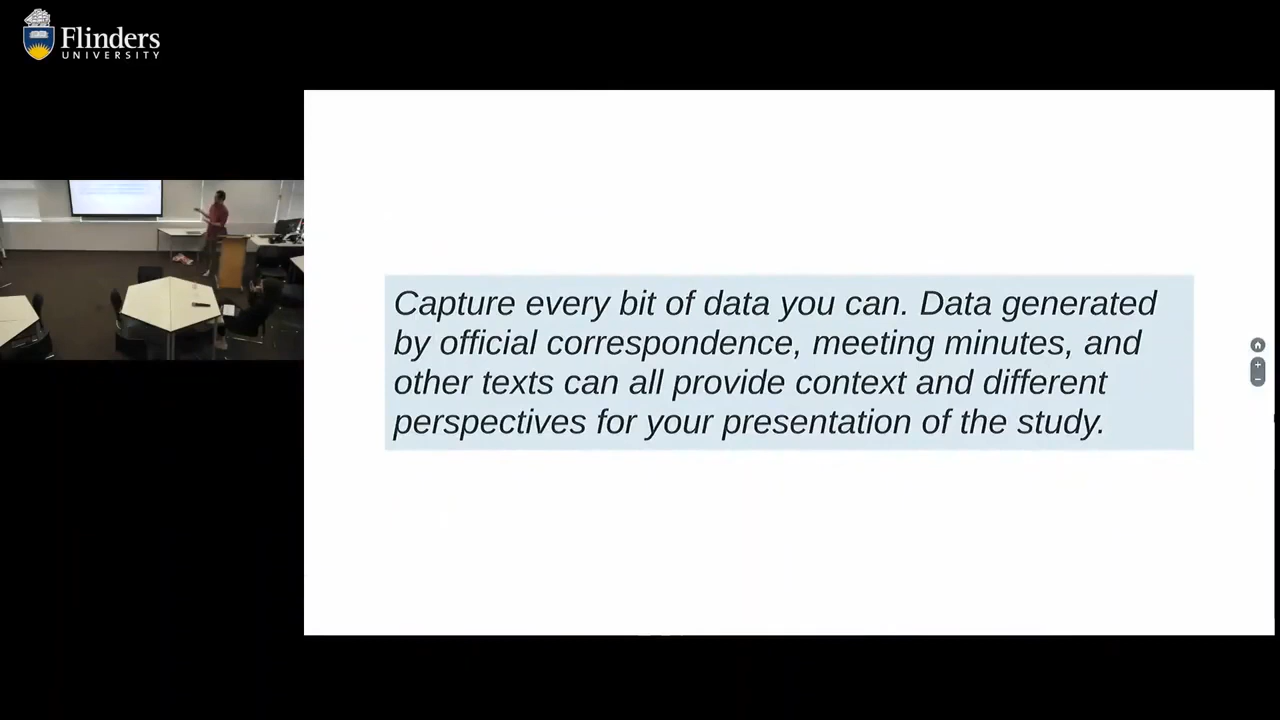 Flinders
UNIVERSITY
Capture every bit of data you can. Data generated
by official correspondence, meeting minutes, and
other texts can all provide context and different
perspectives for your presentation of the study.